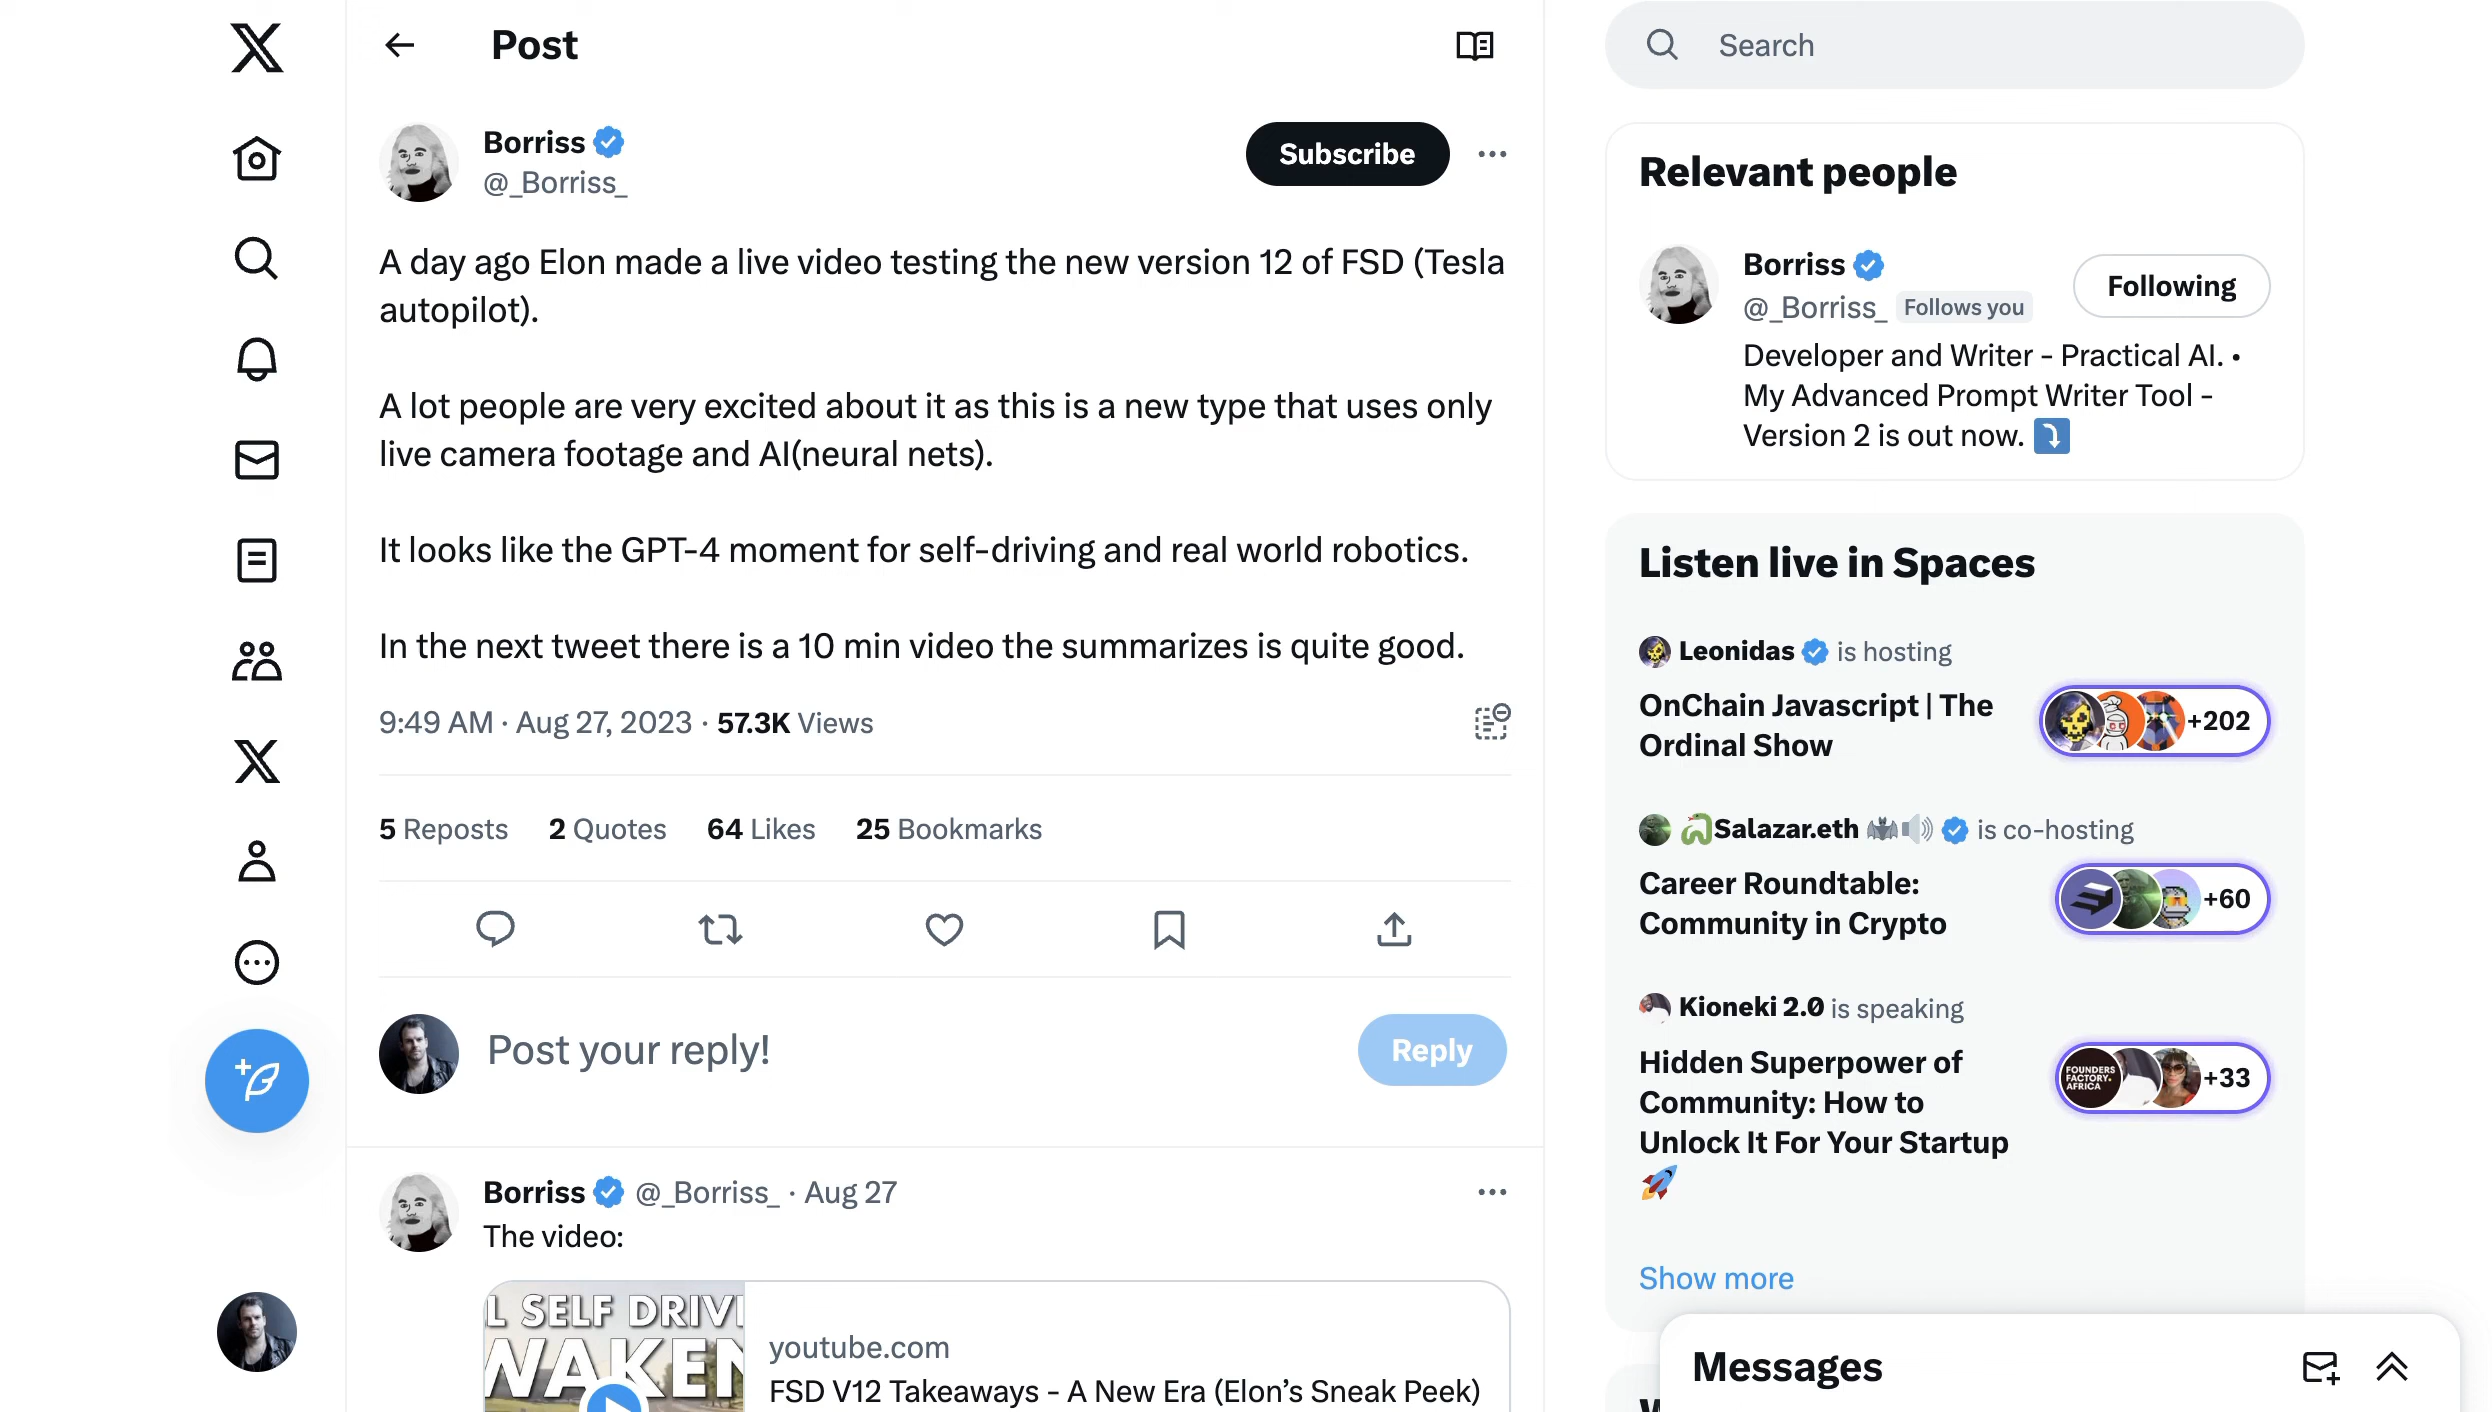 Post
Borriss
@_Borriss_
Subscribe
A day ago Elon made a live video testing the new version 12 of FSD (Tesla
autopilot).
A lot people are very excited about it as this is a new type that uses only
live camera footage and AI(neural nets).
It looks like the GPT-4 moment for self-driving and real world robotics.
In the next tweet there is a 10 min video the summarizes is quite good.
9:49 AM · Aug 27, 2023 · 57.3K Views
5 Reposts 2 Quotes 64 Likes 25 Bookmarks
Post your reply!
Reply
Borriss @_Borriss_ · Aug 27
The video:
L SELF DRIVI
WAKEN
youtube.com
FSD V12 Takeaways - A New Era (Elon's Sneak Peek)
Search
Relevant people
Borriss
@_Borriss_ Follows you
Following
Developer and Writer - Practical AI. •
My Advanced Prompt Writer Tool -
Version 2 is out now.
Listen live in Spaces
Leonidas is hosting
OnChain Javascript | The
Ordinal Show
+202
Salazar.eth is co-hosting
Career Roundtable:
Community in Crypto
+60
Kioneki 2.0 is speaking
Hidden Superpower of
Community: How to
Unlock It For Your Startup
FOUNDERS
FACTORY.
AFRICA
+33
Show more
Messages